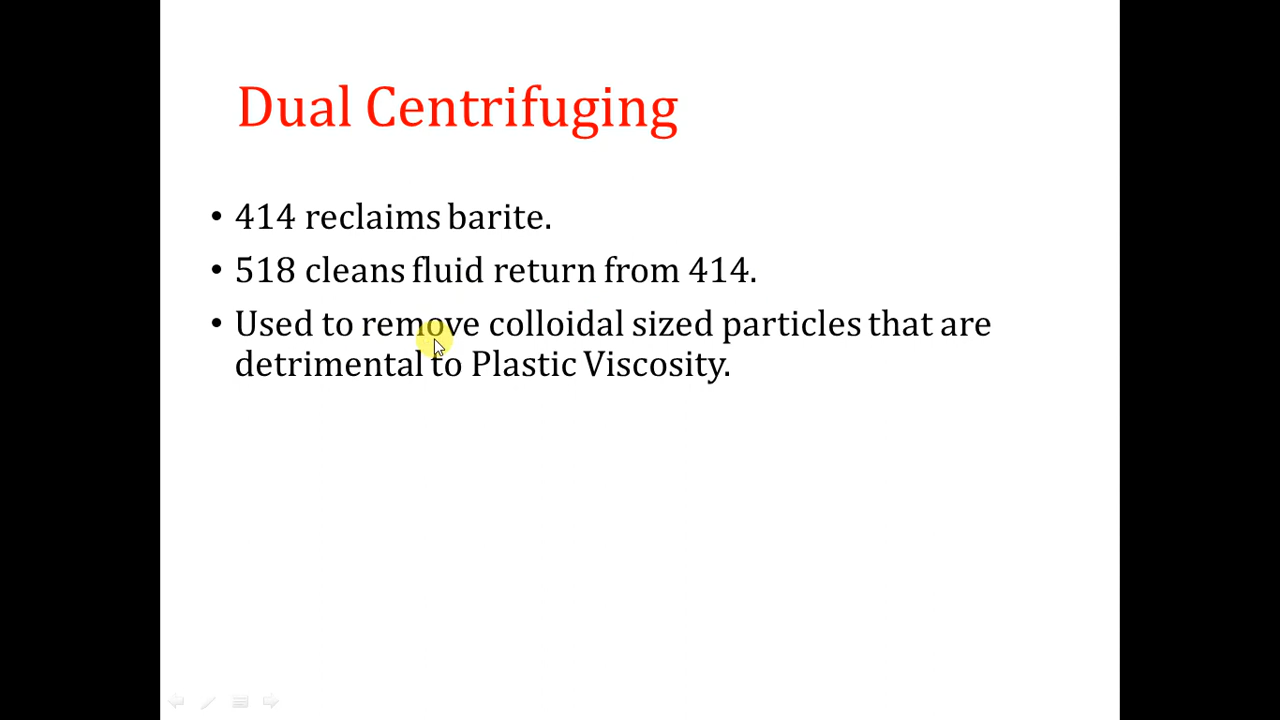 Dual Centrifuging
• 414 reclaims barite.
• 518 cleans fluid return from 414.
• Used to remove colloidal sized particles that are
detrimental to Plastic Viscosity.